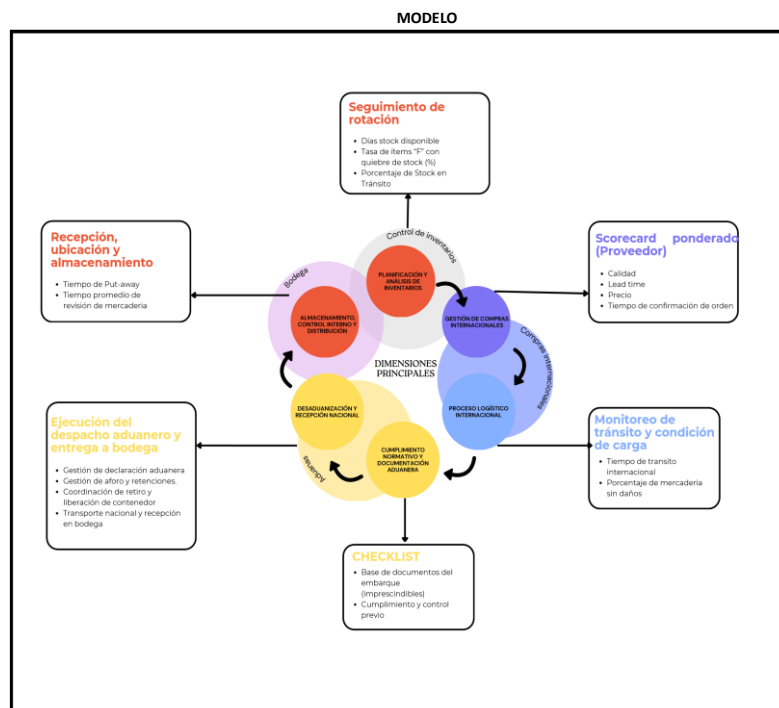 MODELO
Seguimiento de
rotación
• Días stock disponible
• Tasa de ítems "F" con
quiebre de stock (%)
• Porcentaje de Stock en
Tránsito
Recepción,
ubicación y
almacenamiento
• Tiempo de Put-away
• Tiempo promedio de
revisión de mercaderia
Scorecard ponderado
(Proveedor)
• Calidad
• Lead time
• Precio
• Tiempo de confirmación de orden
Control de inventarios
PLANIFICACIÓN Y
ANÁLISIS DE
INVENTARIOS
Bodega
ALMACENAMIENTO,
CONTROL INTERNO Y
DISTRIBUCIÓN
GESTIÓN DE COMPRAS
INTERNACIONALES
Compras internacionales
DIMENSIONES
PRINCIPALES
DESADUANIZACIÓN Y
RECEPCIÓN NACIONAL
PROCESO LOGÍSTICO
INTERNACIONAL
CUMPLIMIENTO
NORMATIVO Y
DOCUMENTACIÓN
ADUANERA
Aduanas
Ejecución del
despacho aduanero y
entrega a bodega
• Gestión de declaración aduanera
• Gestión de aforo y retenciones.
• Coordinación de retiro y
liberación de contenedor
• Transporte nacional y recepción
en bodega
Monitoreo de
tránsito y condición
de carga
• Tiempo de transito
internacional
• Porcentaje de mercaderia
sin daños
CHECKLIST
• Base de documentos del
embarque
(imprescindibles)
• Cumplimiento y control
previo